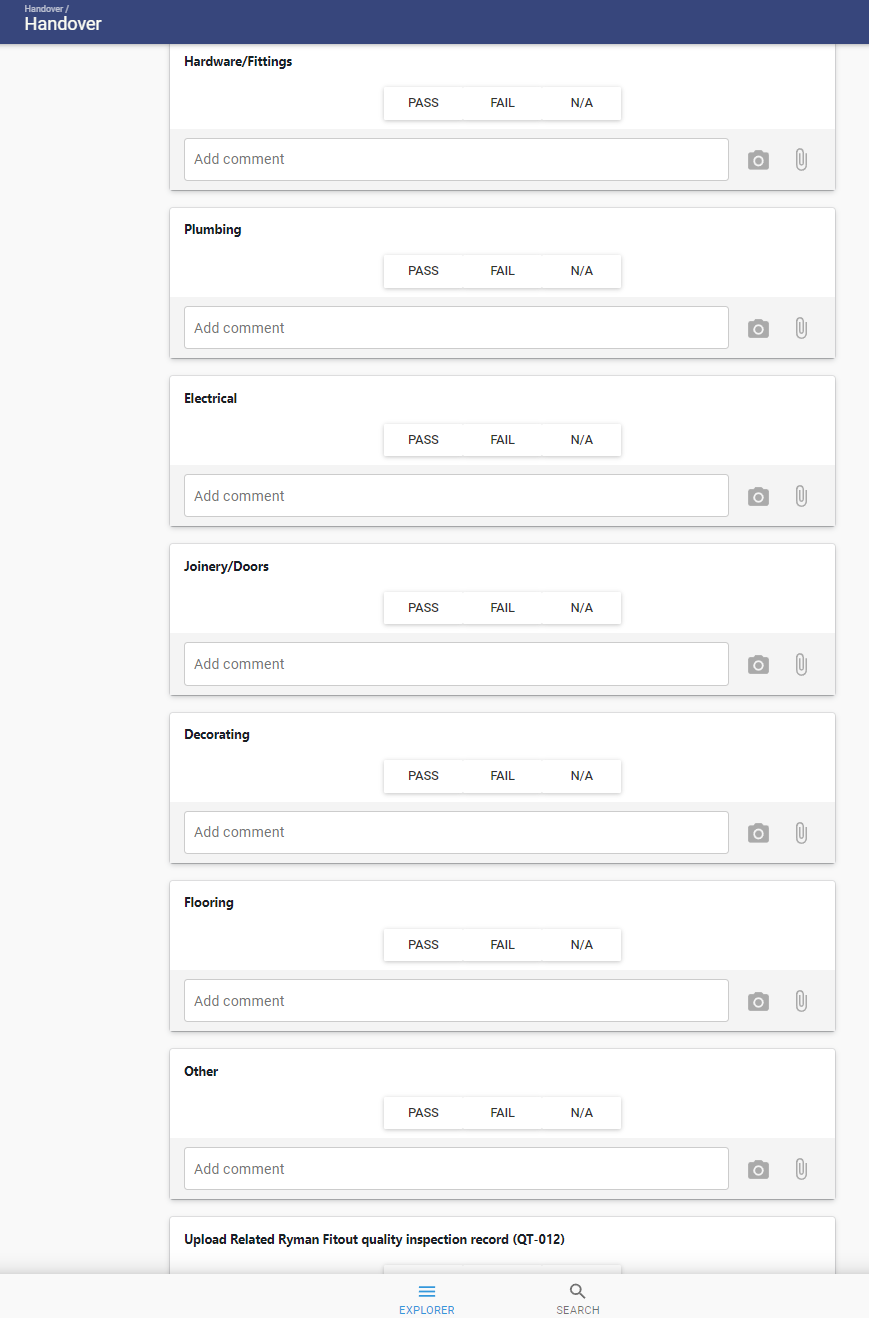 Handover /
Handover
Hardware/Fittings
PASS FAIL N/A
Add comment
Plumbing
PASS FAIL N/A
Add comment
Electrical
PASS FAIL N/A
Add comment
Joinery/Doors
PASS FAIL N/A
Add comment
Decorating
PASS FAIL N/A
Add comment
Flooring
PASS FAIL N/A
Add comment
Other
PASS FAIL N/A
Add comment
Upload Related Ryman Fitout quality inspection record (QT-012)
EXPLORER SEARCH